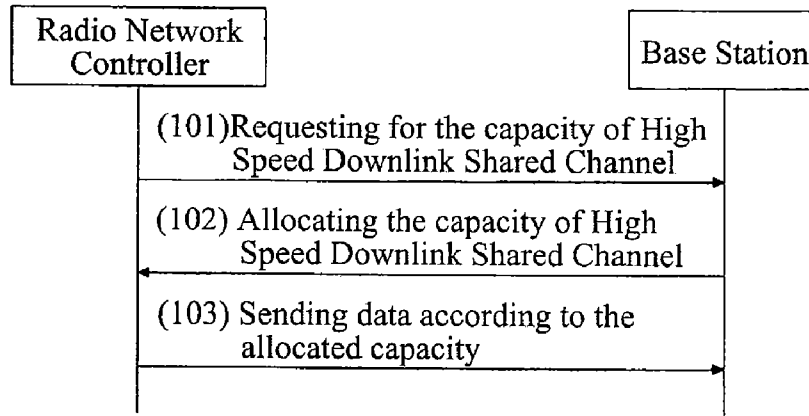 Radio Network
Controller
Base Station
(101)Requesting for the capacity of High
Speed Downlink Shared Channel
(102) Allocating the capacity of High
Speed Downlink Shared Channel
(103) Sending data according to the
allocated capacity